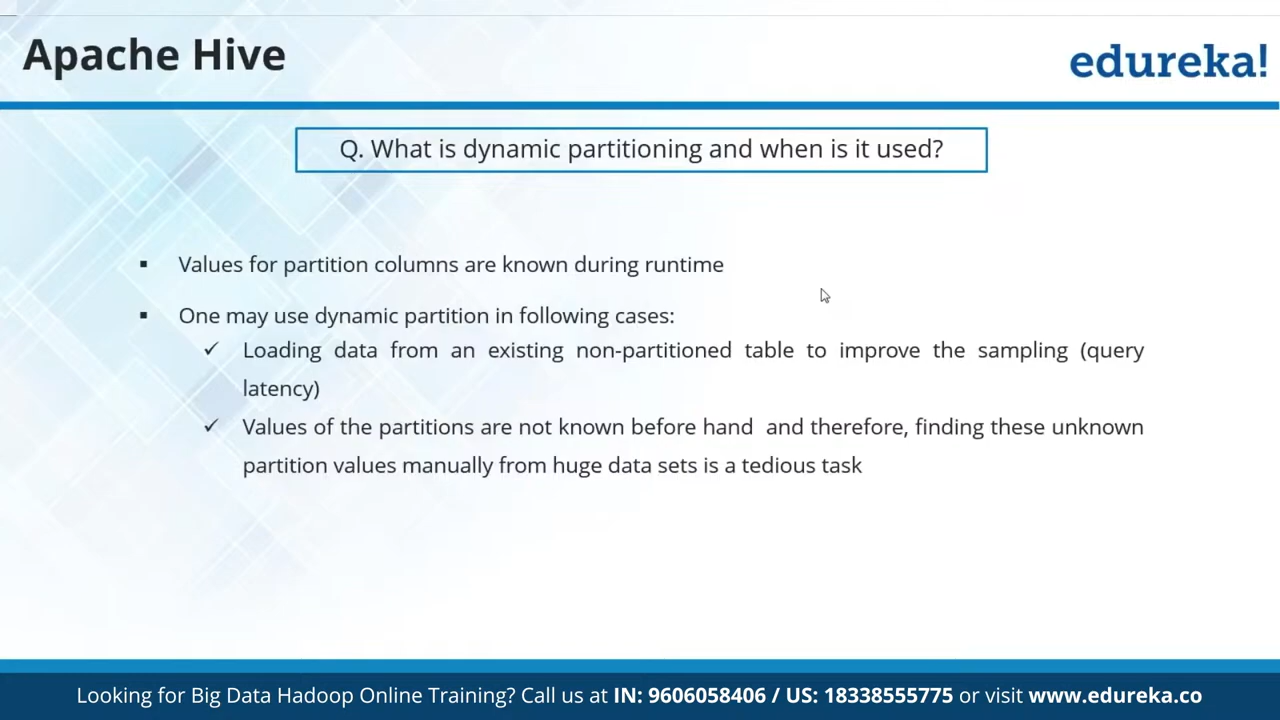 Apache Hive
edureka!
Q. What is dynamic partitioning and when is it used?
▪ Values for partition columns are known during runtime
▪ One may use dynamic partition in following cases:
✓ Loading data from an existing non-partitioned table to improve the sampling (query
latency)
✓ Values of the partitions are not known before hand  and therefore, finding these unknown
partition values manually from huge data sets is a tedious task
Looking for Big Data Hadoop Online Training? Call us at IN: 9606058406 / US: 18338555775 or visit www.edureka.co